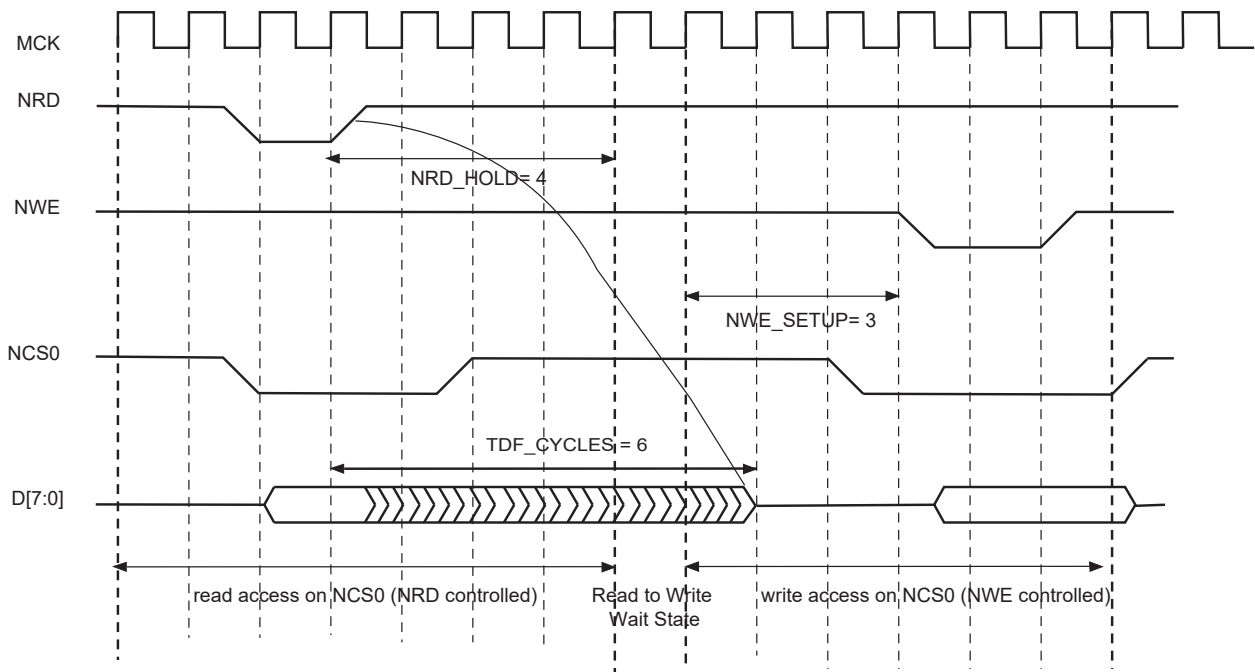 MCK
NRD
NRD_HOLD= 4
NWE
NWE_SETUP= 3
NCS0
TDF_CYCLES = 6
D[7:0]
read access on NCS0 (NRD controlled)
Read to Write
Wait State
write access on NCS0 (NWE controlled)